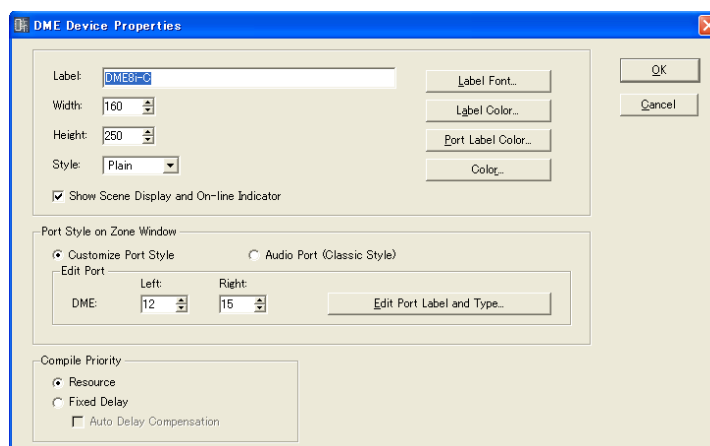 DME Device Properties
Label: DME8i-C Label Font...
Width: 160 Label Color...
Height: 250 Port Label Color...
Style: Plain Color...
Show Scene Display and On-line Indicator
OK
Cancel
Port Style on Zone Window
Customize Port Style Audio Port (Classic Style)
Edit Port
Left: Right:
DME: 12 15 Edit Port Label and Type...
Compile Priority
Resource
Fixed Delay
Auto Delay Compensation